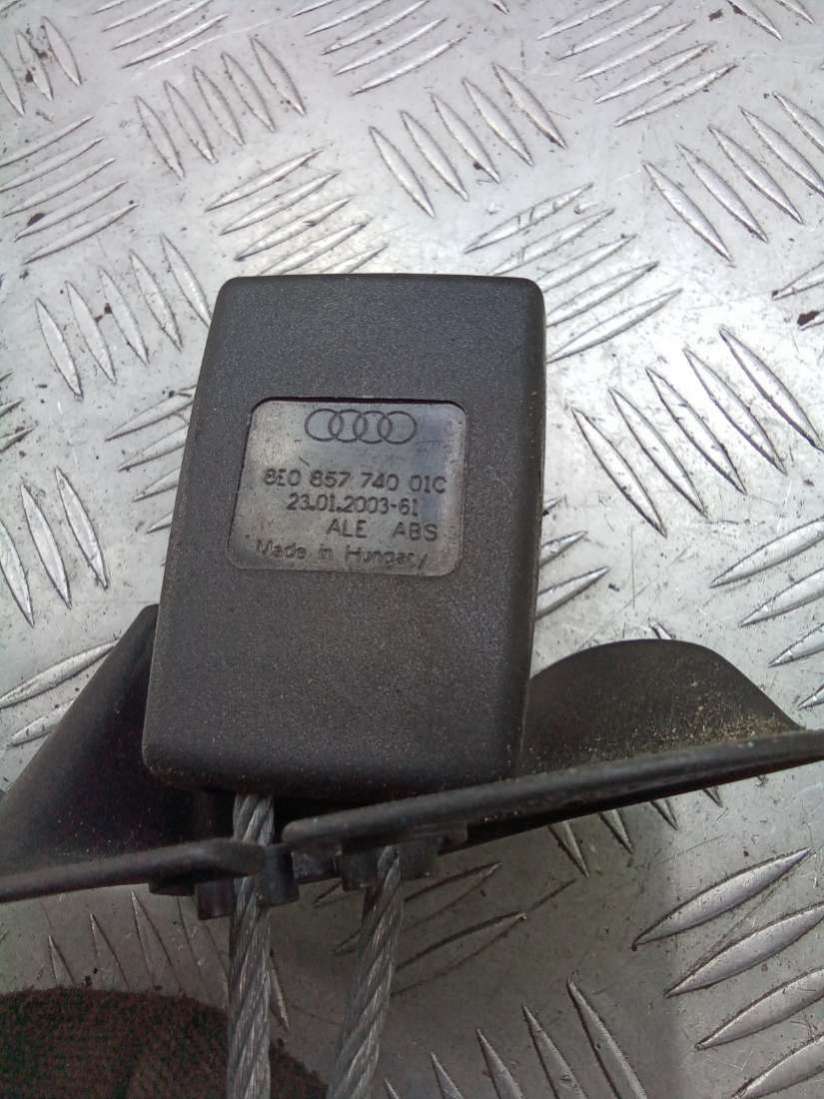 8E0 857 740 01C
23.01.2003-61
ALE ABS
Made in Hungary